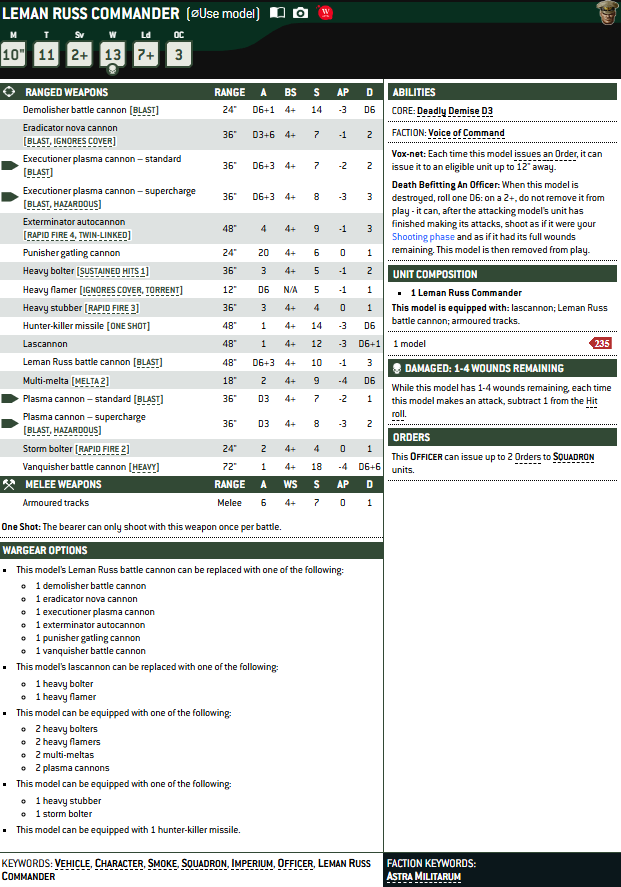 LEMAN RUSS COMMANDER (⌀Use model)
M T Sv W Ld OC
10" 11 2+ 13 7+ 3
RANGED WEAPONS RANGE A BS S AP D
Demolisher battle cannon [BLAST] 24" D6+1 4+ 14 -3 D6
Eradicator nova cannon
[BLAST, IGNORES COVER] 36" D3+6 4+ 7 -1 2
Executioner plasma cannon – standard
[BLAST] 36" D6+3 4+ 7 -2 2
Executioner plasma cannon – supercharge
[BLAST, HAZARDOUS] 36" D6+3 4+ 8 -3 3
Exterminator autocannon
[RAPID FIRE 4, TWIN-LINKED] 48" 4 4+ 9 -1 3
Punisher gatling cannon 24" 20 4+ 6 0 1
Heavy bolter [SUSTAINED HITS 1] 36" 3 4+ 5 -1 2
Heavy flamer [IGNORES COVER, TORRENT] 12" D6 N/A 5 -1 1
Heavy stubber [RAPID FIRE 3] 36" 3 4+ 4 0 1
Hunter-killer missile [ONE SHOT] 48" 1 4+ 14 -3 D6
Lascannon 48" 1 4+ 12 -3 D6+1
Leman Russ battle cannon [BLAST] 48" D6+3 4+ 10 -1 3
Multi-melta [MELTA 2] 18" 2 4+ 9 -4 D6
Plasma cannon – standard [BLAST] 36" D3 4+ 7 -2 1
Plasma cannon – supercharge
[BLAST, HAZARDOUS] 36" D3 4+ 8 -3 2
Storm bolter [RAPID FIRE 2] 24" 2 4+ 4 0 1
Vanquisher battle cannon [HEAVY] 72" 1 4+ 18 -4 D6+6
MELEE WEAPONS RANGE A WS S AP D
Armoured tracks Melee 6 4+ 7 0 1
One Shot: The bearer can only shoot with this weapon once per battle.
WARGEAR OPTIONS
▪ This model's Leman Russ battle cannon can be replaced with one of the following:
○ 1 demolisher battle cannon
○ 1 eradicator nova cannon
○ 1 executioner plasma cannon
○ 1 exterminator autocannon
○ 1 punisher gatling cannon
○ 1 vanquisher battle cannon
▪ This model's lascannon can be replaced with one of the following:
○ 1 heavy bolter
○ 1 heavy flamer
▪ This model can be equipped with one of the following:
○ 2 heavy bolters
○ 2 heavy flamers
○ 2 multi-meltas
○ 2 plasma cannons
▪ This model can be equipped with one of the following:
○ 1 heavy stubber
○ 1 storm bolter
▪ This model can be equipped with 1 hunter-killer missile.
ABILITIES
CORE: Deadly Demise D3
FACTION: Voice of Command
Vox-net: Each time this model issues an Order, it can
issue it to an eligible unit up to 12" away.
Death Befitting An Officer: When this model is
destroyed, roll one D6: on a 2+, do not remove it from
play - it can, after the attacking model's unit has
finished making its attacks, shoot as if it were your
Shooting phase and as if it had its full wounds
remaining. This model is then removed from play.
UNIT COMPOSITION
▪ 1 Leman Russ Commander
This model is equipped with: lascannon; Leman Russ
battle cannon; armoured tracks.
1 model 235
DAMAGED: 1-4 WOUNDS REMAINING
While this model has 1-4 wounds remaining, each time
this model makes an attack, subtract 1 from the Hit
roll.
ORDERS
This OFFICER can issue up to 2 Orders to SQUADRON
units.
KEYWORDS: VEHICLE, CHARACTER, SMOKE, SQUADRON, IMPERIUM, OFFICER, LEMAN RUSS
COMMANDER
FACTION KEYWORDS:
ASTRA MILITARUM